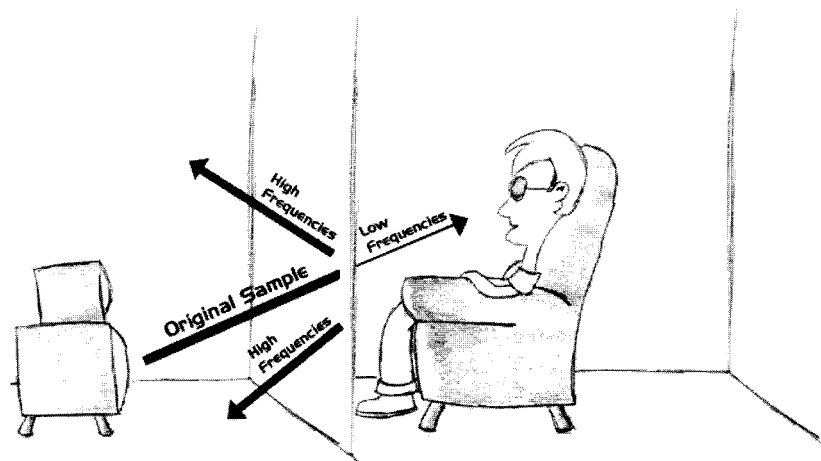 High
Frequencies
Low
Frequencies
Original Sample
High
Frequencies